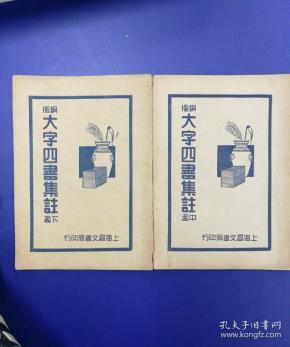 銅版
大字四書集註
下孟
上海昌文書局印行
銅版
大字四書集註
中孟
上海昌文書局印行
孔夫子旧书网